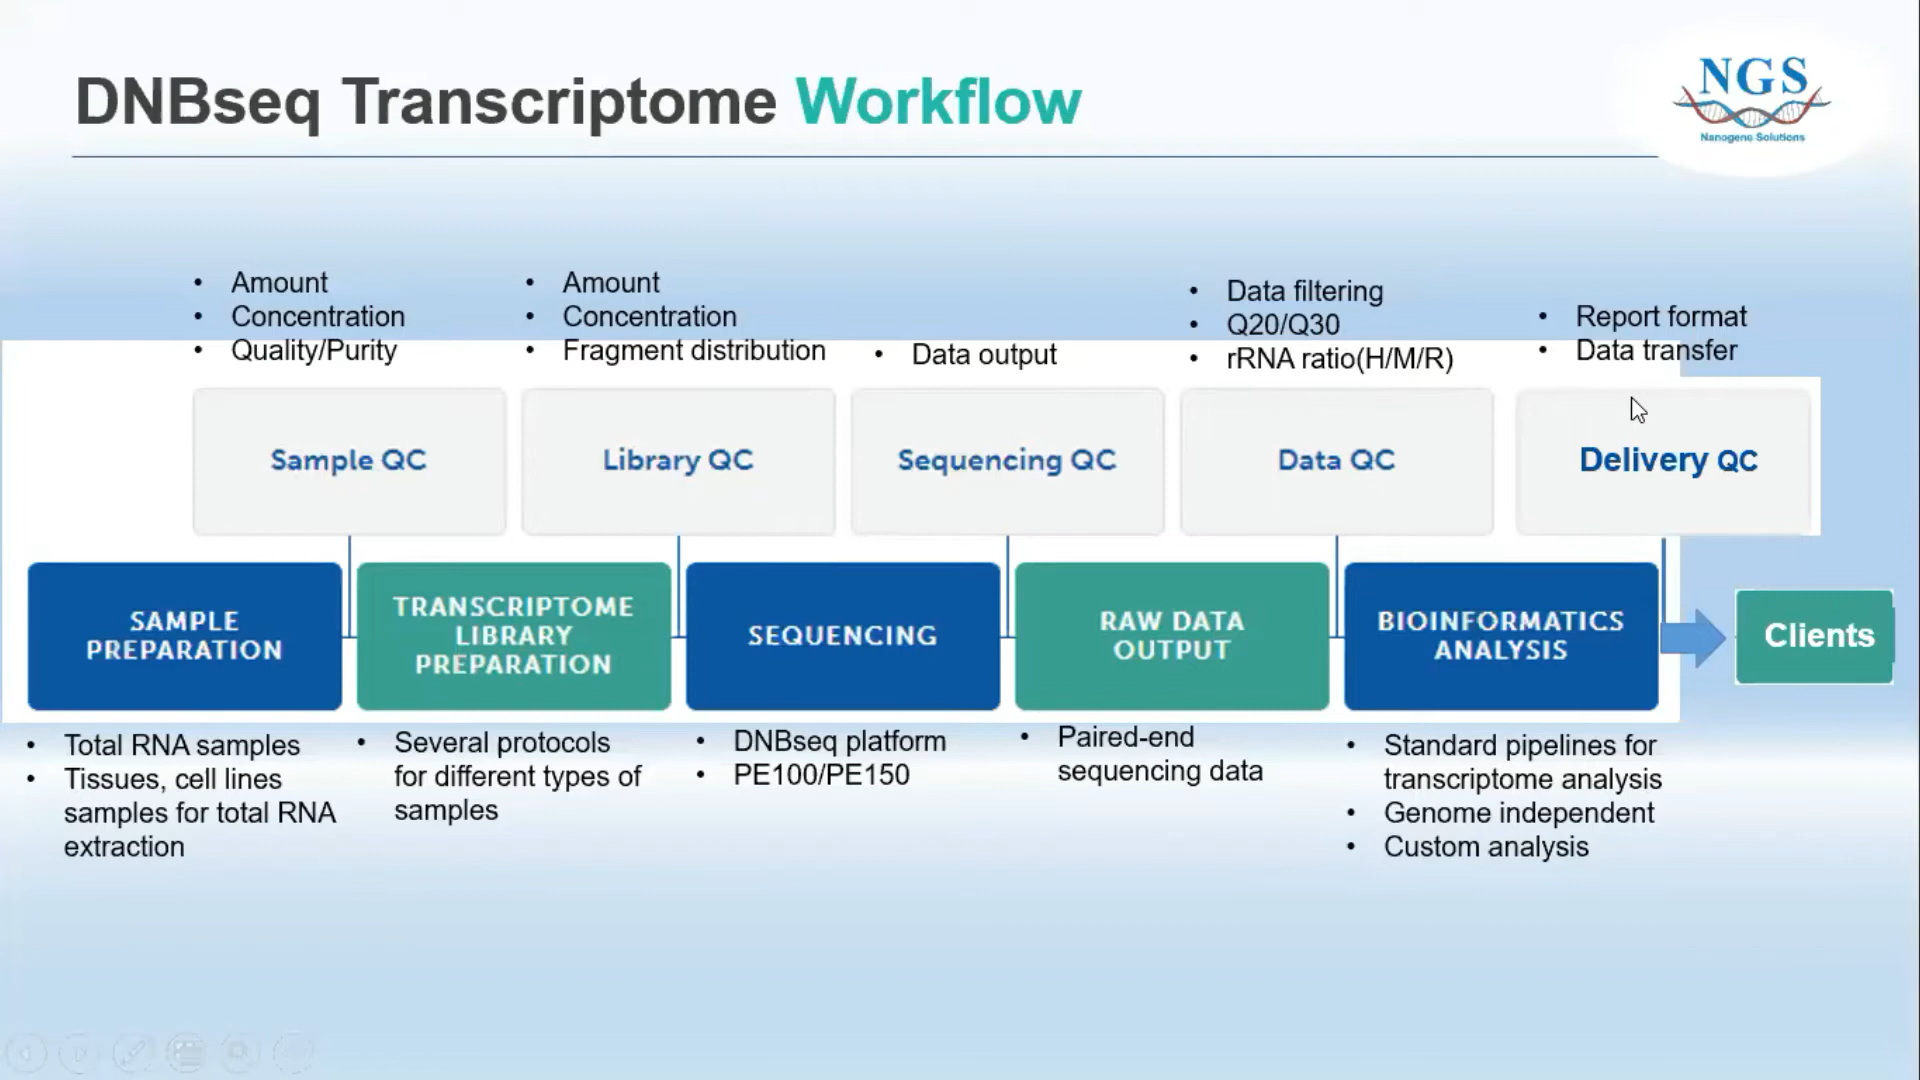 DNBseq Transcriptome Workflow
NGS
Nanogene Solutions
• Amount
• Concentration
• Quality/Purity
• Amount
• Concentration
• Fragment distribution
• Data output
• Data filtering
• Q20/Q30
• rRNA ratio(H/M/R)
• Report format
• Data transfer
Sample QC
Library QC
Sequencing QC
Data QC
Delivery QC
SAMPLE
PREPARATION
TRANSCRIPTOME
LIBRARY
PREPARATION
SEQUENCING
RAW DATA
OUTPUT
BIOINFORMATICS
ANALYSIS
Clients
• Total RNA samples
• Tissues, cell lines
samples for total RNA
extraction
• Several protocols
for different types of
samples
• DNBseq platform
• PE100/PE150
• Paired-end
sequencing data
• Standard pipelines for
transcriptome analysis
• Genome independent
• Custom analysis